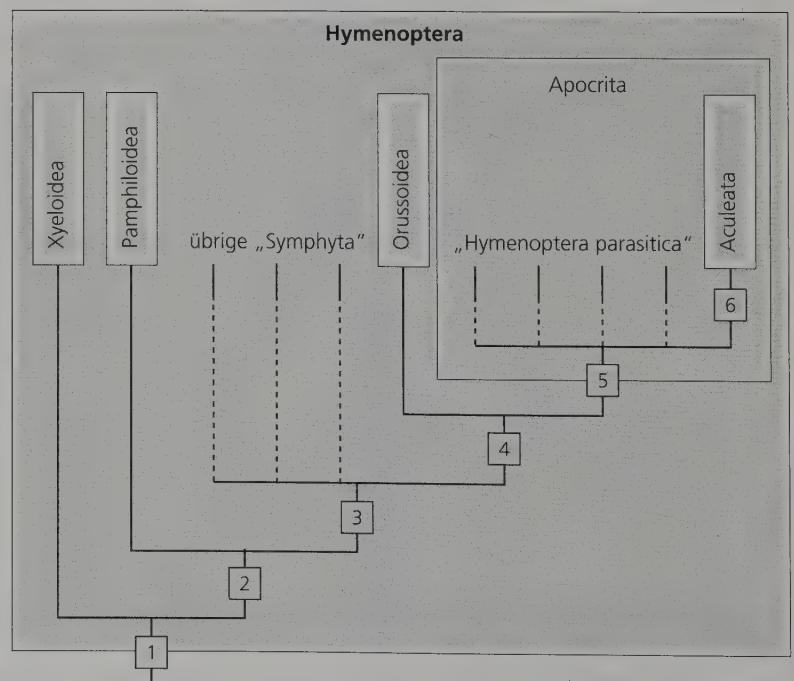 Hymenoptera
Apocrita
Xyeloidea
Pamphiloidea
übrige „Symphyta“
Orussoidea
„Hymenoptera parasitica“
Aculeata
6
5
4
3
2
1